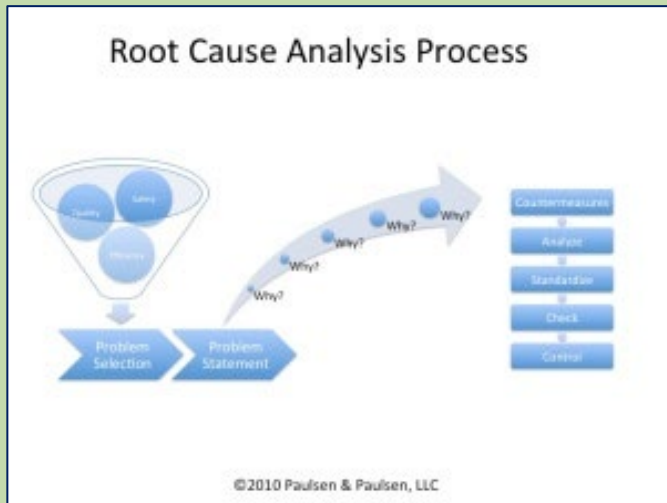 Root Cause Analysis Process
Quality
Safety
Efficiency
Problem
Selection
Problem
Statement
Why?
Why?
Why?
Why?
Why?
Countermeasures
Analyze
Standardize
Check
Control
©2010 Paulsen & Paulsen, LLC